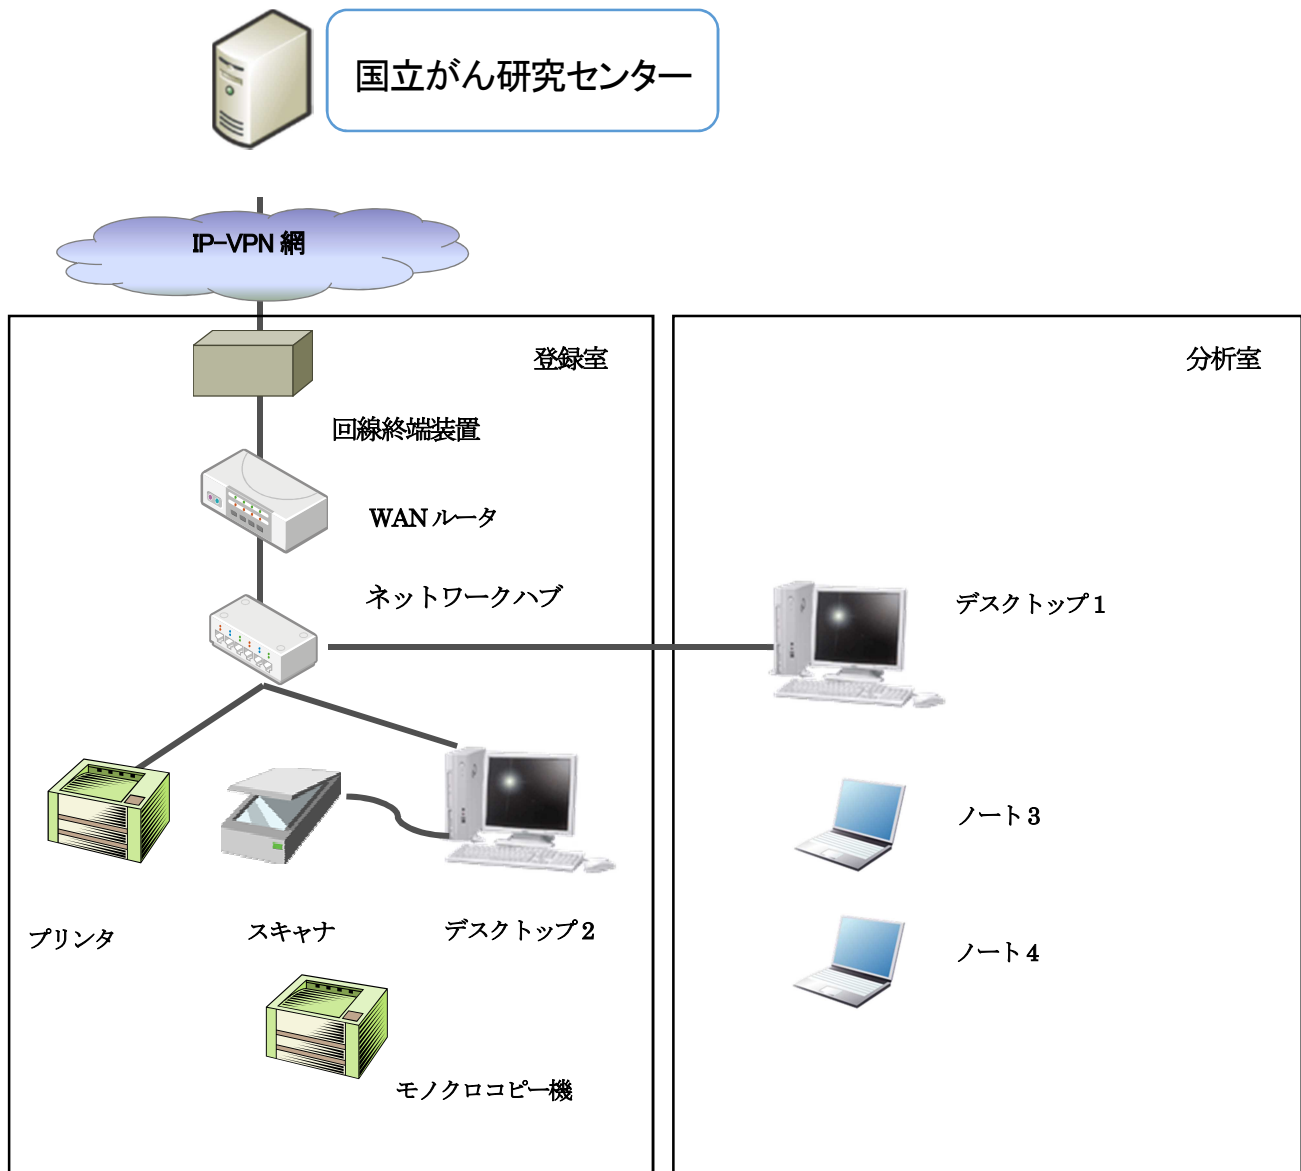 国立がん研究センター
IP-VPN 網
登録室
分析室
回線終端装置
WAN ルータ
ネットワークハブ
デスクトップ 1
ノート 3
プリンタ
スキャナ
デスクトップ 2
ノート 4
モノクロコピー機